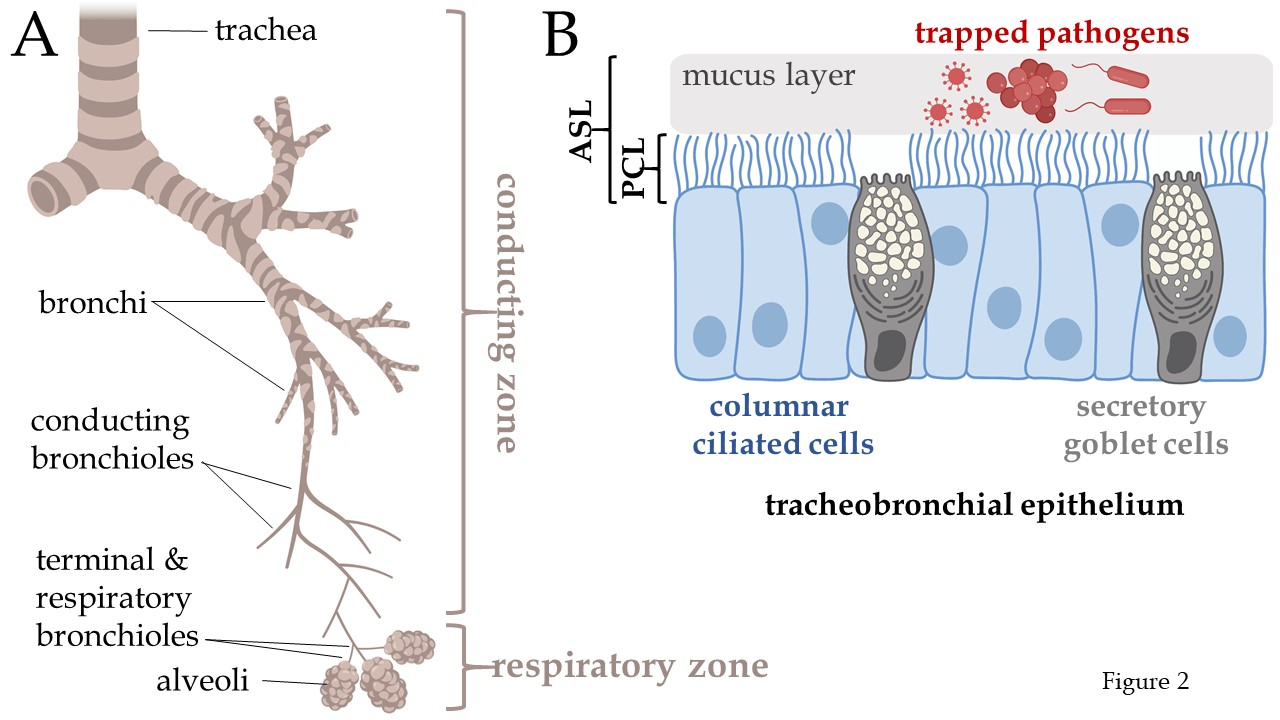 A
trachea
bronchi
conducting
bronchioles
terminal &
respiratory
bronchioles
alveoli
conducting zone
respiratory zone
B
trapped pathogens
mucus layer
ASL
PCL
columnar
ciliated cells
secretory
goblet cells
tracheobronchial epithelium
Figure 2